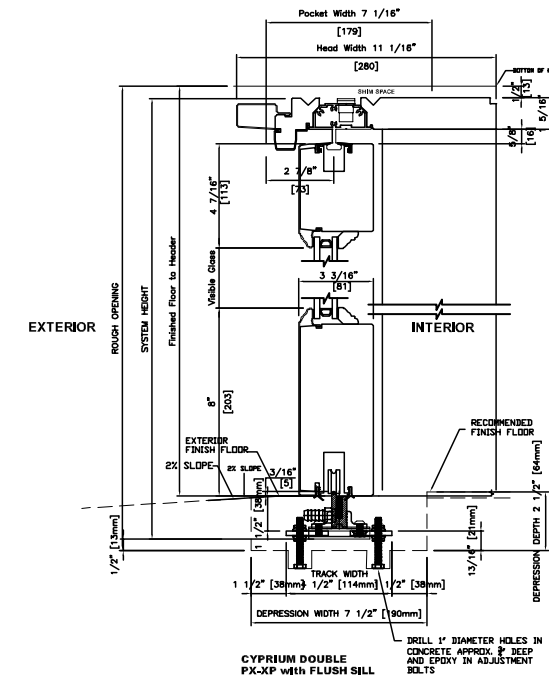 Pocket Width 7 1/16"
[179]
Head Width 11 1/16"
[280]
BOTTOM OF
SHIM SPACE
1/2"
[13]
1 5/16"
5/8"
[16]
2 7/8"
[73]
4 7/16"
[113]
Visible Glass
3 3/16"
[81]
EXTERIOR
INTERIOR
ROUGH OPENING
SYSTEM HEIGHT
Finished Floor to Header
8"
[203]
EXTERIOR
FINISH FLOOR
RECOMMENDED
FINISH FLOOR
2% SLOPE
2% SLOPE
3/16"
[5]
1 1/2" [38mm]
1/2" [13mm]
DEPRESSION DEPTH 2 1/2" [64mm]
13/16" [21mm]
TRACK WIDTH
1 1/2" [38mm]
1/2" [114mm]
1/2" [38mm]
DEPRESSION WIDTH 7 1/2" [190mm]
DRILL 1" DIAMETER HOLES IN
CONCRETE APPROX. DEEP
AND EPOXY IN ADJUSTMENT
BOLTS
CYPRIUM DOUBLE
PX-XP with FLUSH SILL